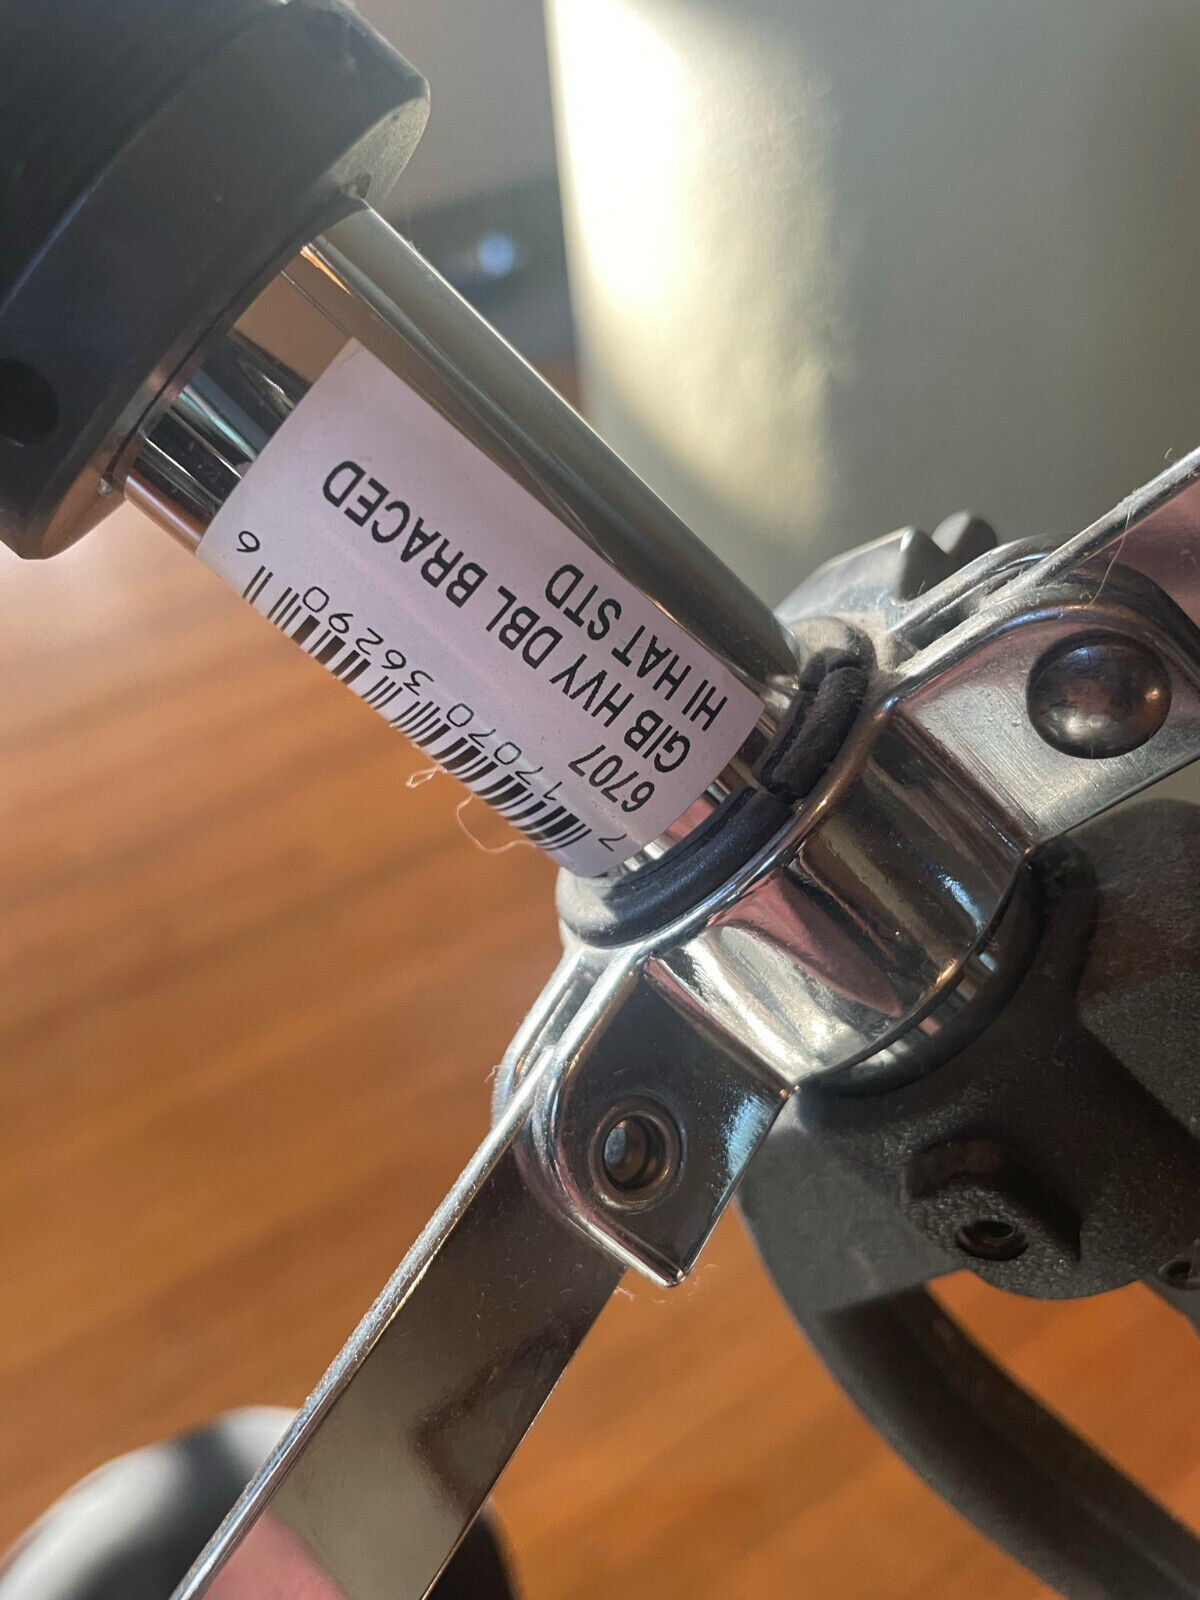 6707
GIB HVY DBL BRACED
HI HAT STD
7 17070 36290 6